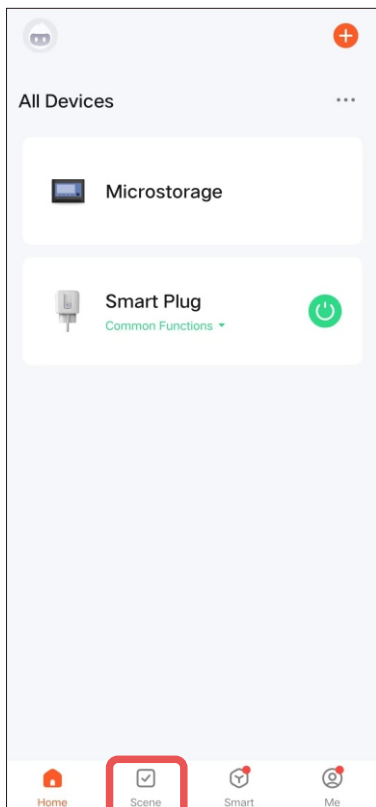 All Devices
Microstorage
Smart Plug
Common Functions
Home Scene Smart Me